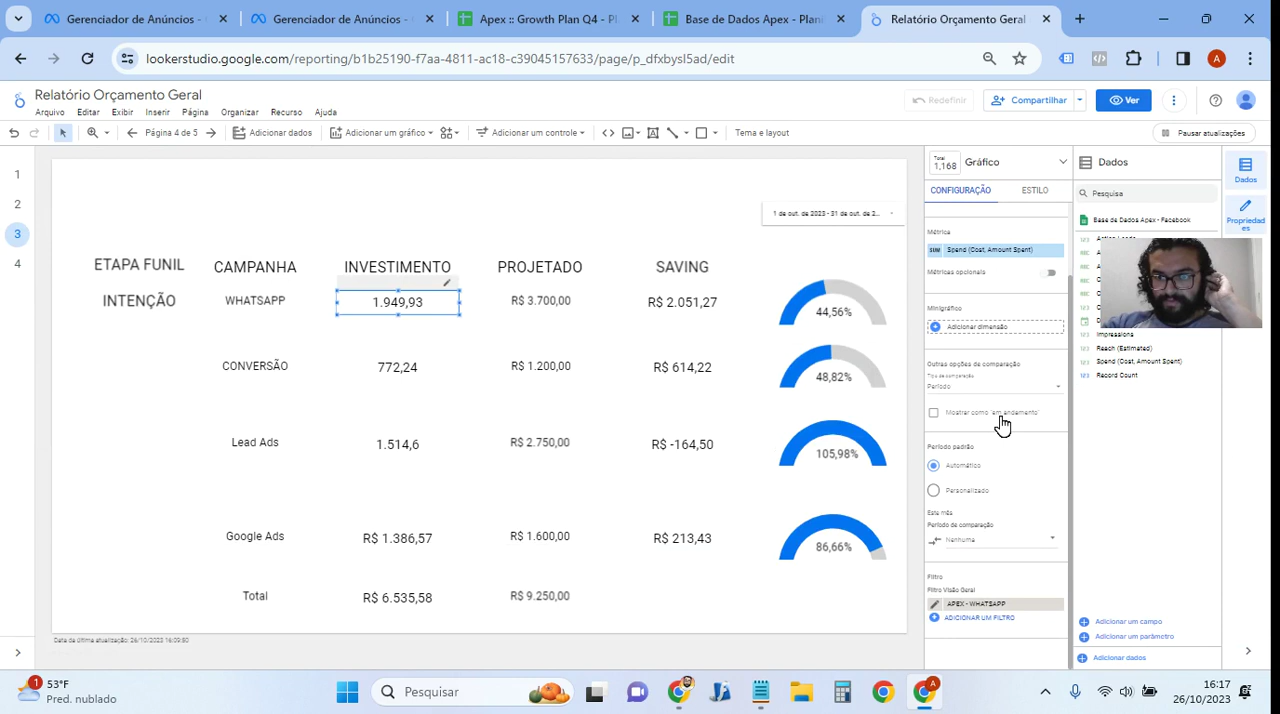 Gerenciador de Anúncios -
Gerenciador de Anúncios -
Apex :: Growth Plan Q4 - P
Base de Dados Apex - Plani
Relatório Orçamento Geral
lookerstudio.google.com/reporting/b1b25190-f7aa-4811-ac18-c39045157633/page/p_dfxbysl5ad/edit
A
Relatório Orçamento Geral
Arquivo Editar Exibir Inserir Página Organizar Recurso Ajuda
Redefinir
Compartilhar
Ver
Página 4 de 5
Adicionar dados
Adicionar um gráfico
Adicionar um controle
Tema e layout
Pausar atualizações
1
2
3
4
1 de out. de 2023 - 31 de out. de 2...
ETAPA FUNIL CAMPANHA INVESTIMENTO PROJETADO SAVING
INTENÇÃO WHATSAPP 1.949,93 R$ 3.700,00 R$ 2.051,27 44,56%
CONVERSÃO 772,24 R$ 1.200,00 R$ 614,22 48,82%
Lead Ads 1.514,6 R$ 2.750,00 R$ -164,50 105,98%
Google Ads R$ 1.386,57 R$ 1.600,00 R$ 213,43 86,66%
Total R$ 6.535,58 R$ 9.250,00
Data da última atualização: 26/10/2023 16:09:50
Total
1,168
Gráfico
CONFIGURAÇÃO ESTILO
Métrica
SUM Spend (Cost, Amount Spent)
Métricas opcionais
Minigráfico
Adicionar dimensão
Outras opções de comparação
Tipo de comparação
Período
Mostrar como "em andamento"
Período padrão
Automático
Personalizado
Este mês
Período de comparação
Nenhuma
Filtro
Filtro Visão Geral
APEX - WHATSAPP
ADICIONAR UM FILTRO
Dados
Pesquisa
Base de Dados Apex - Facebook
123
ABC
123 Impressions
123 Reach (Estimated)
123 Spend (Cost, Amount Spent)
123 Record Count
Adicionar um campo
Adicionar um parâmetro
Adicionar dados
Dados
Propriedad
es
1
53°F
Pred. nublado
Pesquisar
A
16:17
26/10/2023